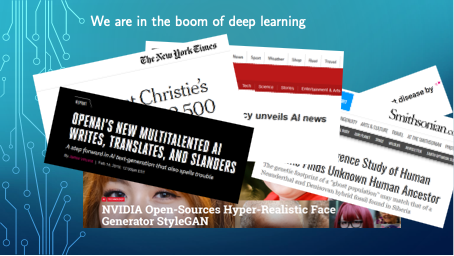 We are in the boom of deep learning
The New York Times
Christie's
500
News Sport Weather Shop
Travel
Tech Science Stories Entertainment & Arts
cy unveils AI news
t disease by
Smithsonian.c
OPENAI'S NEW MULTITALENTED AI
WRITES, TRANSLATES, AND SLANDERS
A step forward in AI text-generation that also spells trouble
rence Study of Human
Finds Unknown Human Ancestor
The genetic footprint of a "ghost population" may match that of a
Neanderthal and Denisovan hybrid fossil found in Siberia
NVIDIA Open-Sources Hyper-Realistic Face
Generator StyleGAN